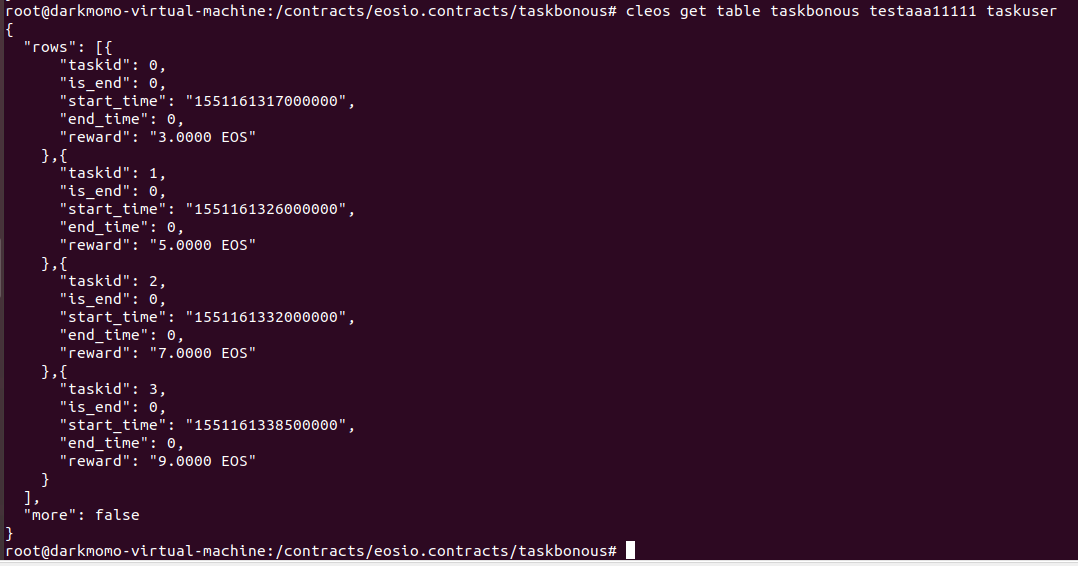 root@darkmomo-virtual-machine:/contracts/eosio.contracts/taskbonous# cleos get table taskbonous testaaa11111 taskuser
{
  "rows": [{
      "taskid": 0,
      "is_end": 0,
      "start_time": "1551161317000000",
      "end_time": 0,
      "reward": "3.0000 EOS"
    },{
      "taskid": 1,
      "is_end": 0,
      "start_time": "1551161326000000",
      "end_time": 0,
      "reward": "5.0000 EOS"
    },{
      "taskid": 2,
      "is_end": 0,
      "start_time": "1551161332000000",
      "end_time": 0,
      "reward": "7.0000 EOS"
    },{
      "taskid": 3,
      "is_end": 0,
      "start_time": "1551161338500000",
      "end_time": 0,
      "reward": "9.0000 EOS"
    }
  ],
  "more": false
}
root@darkmomo-virtual-machine:/contracts/eosio.contracts/taskbonous#